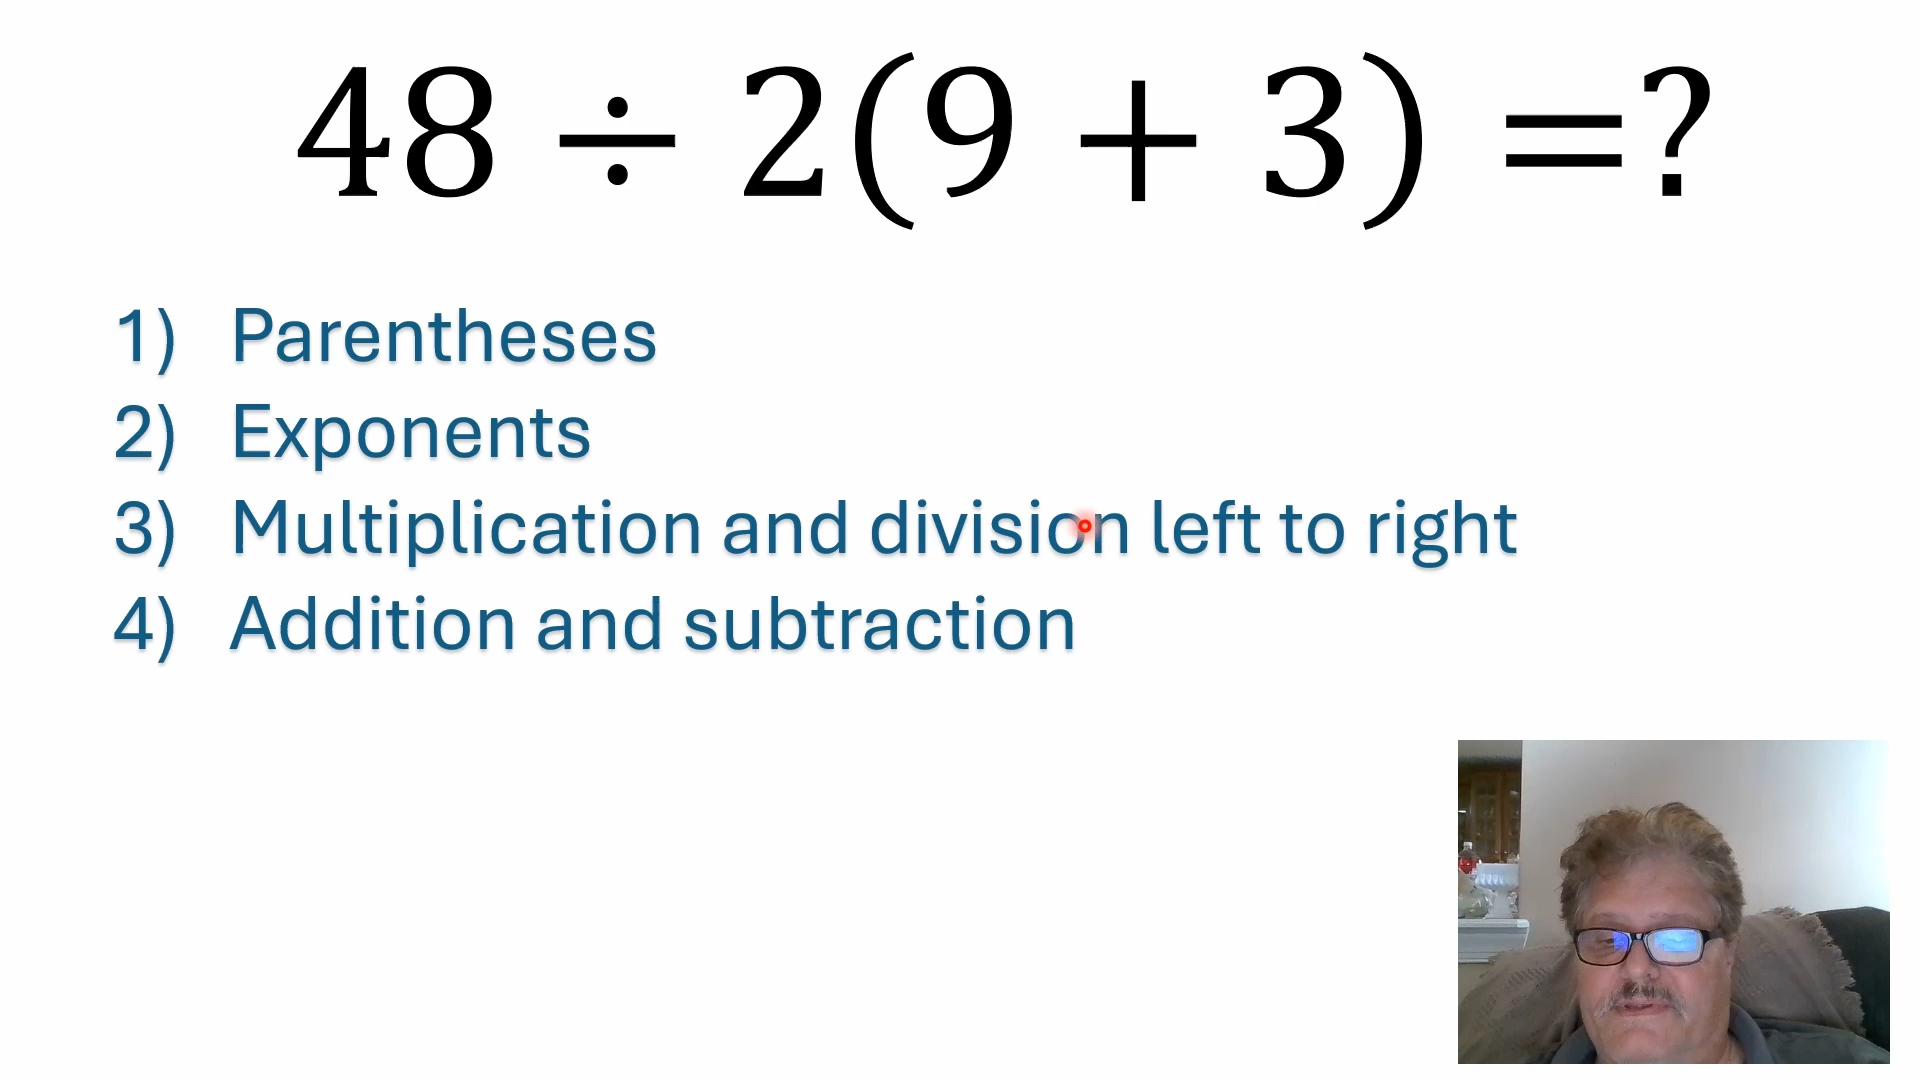 48 ÷ 2(9 + 3) =?
1) Parentheses
2) Exponents
3) Multiplication and division left to right
4) Addition and subtraction